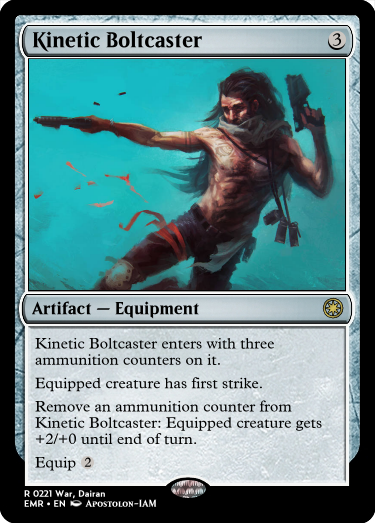 Kinetic Boltcaster 3
Artifact — Equipment
Kinetic Boltcaster enters with three
ammunition counters on it.
Equipped creature has first strike.
Remove an ammunition counter from
Kinetic Boltcaster: Equipped creature gets
+2/+0 until end of turn.
Equip 2
R 0221 War, Dairan
EMR • EN Apostolon-IAM